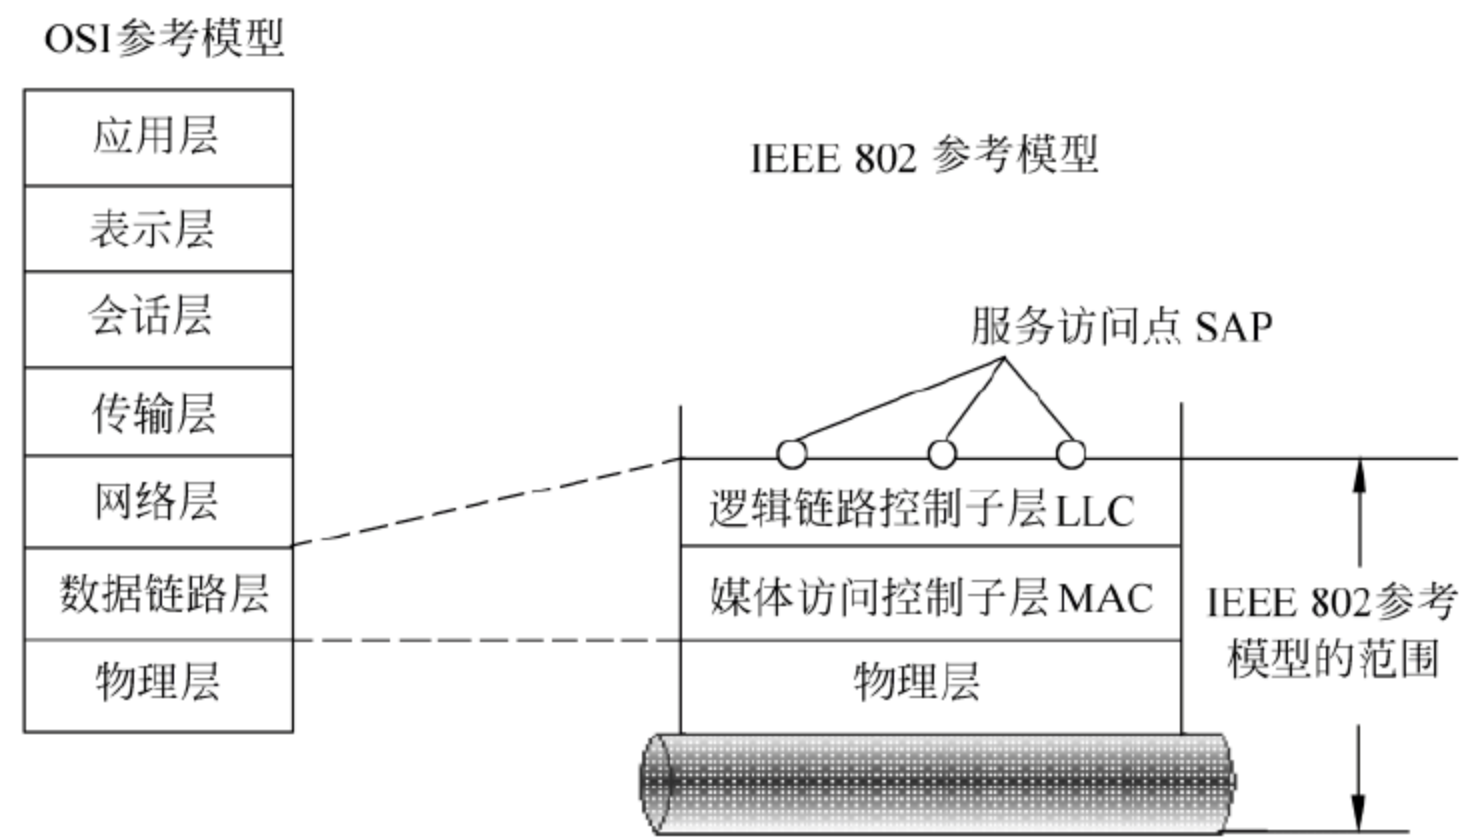 OSI参考模型
应用层
表示层
会话层
传输层
网络层
数据链路层
物理层
IEEE 802 参考模型
服务访问点 SAP
逻辑链路控制子层LLC
媒体访问控制子层MAC
物理层
IEEE 802参考
模型的范围